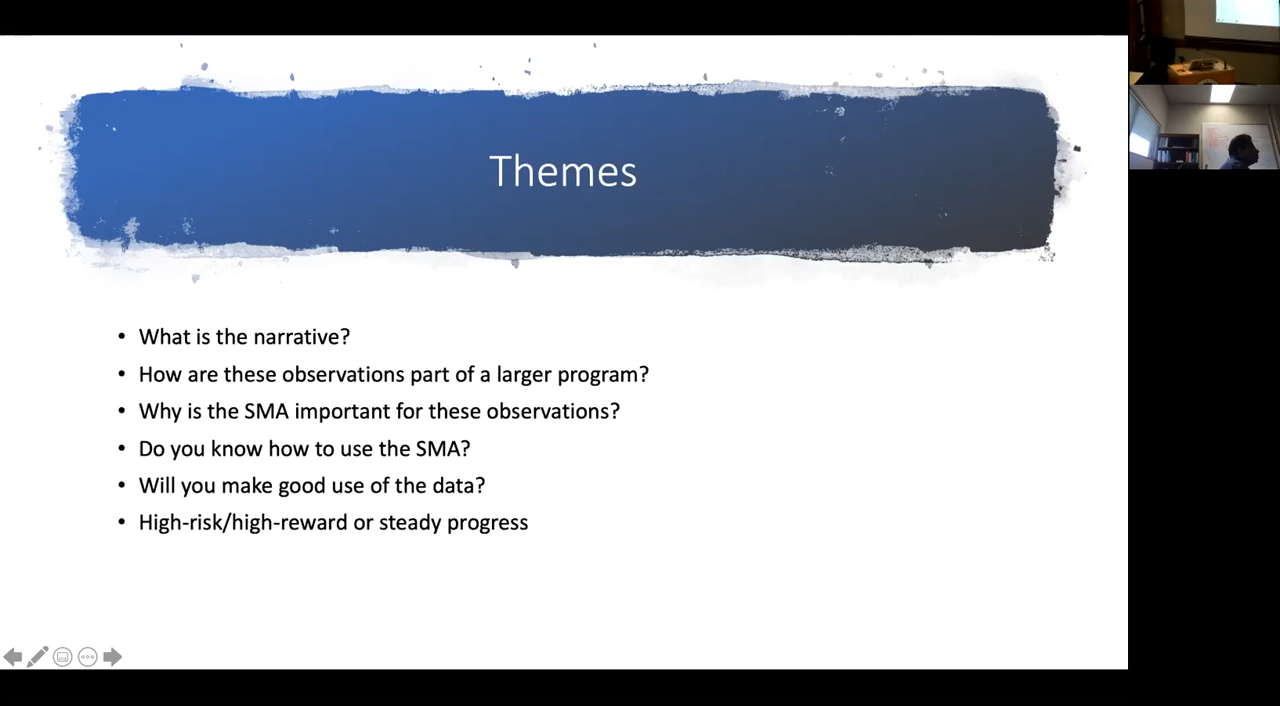 Themes
• What is the narrative?
• How are these observations part of a larger program?
• Why is the SMA important for these observations?
• Do you know how to use the SMA?
• Will you make good use of the data?
• High-risk/high-reward or steady progress